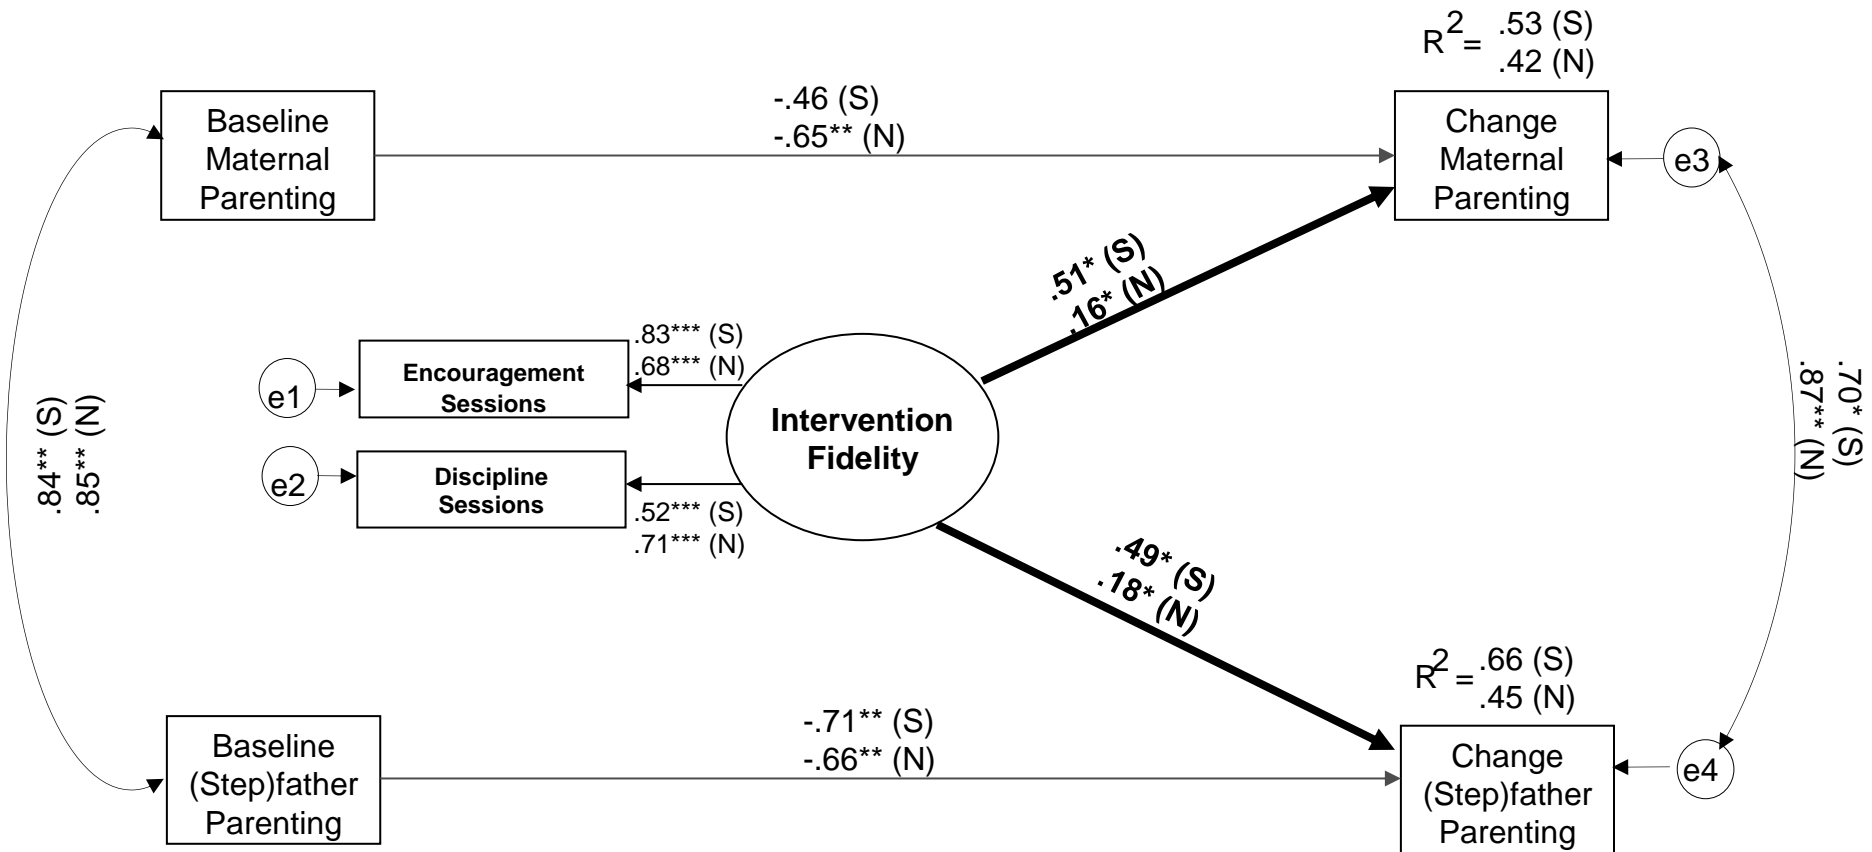 R2= .53 (S)
.42 (N)
Baseline
Maternal
Parenting
-.46 (S)
-.65** (N)
Change
Maternal
Parenting
e3
.51* (S)
.16* (N)
.83*** (S)
.68*** (N)
e1
Encouragement
Sessions
Intervention
Fidelity
e2
Discipline
Sessions
.52*** (S)
.71*** (N)
.84** (S)
.85** (N)
.70* (S)
.87** (N)
.49* (S)
.18* (N)
R2 = .66 (S)
.45 (N)
Baseline
(Step)father
Parenting
-.71** (S)
-.66** (N)
Change
(Step)father
Parenting
e4